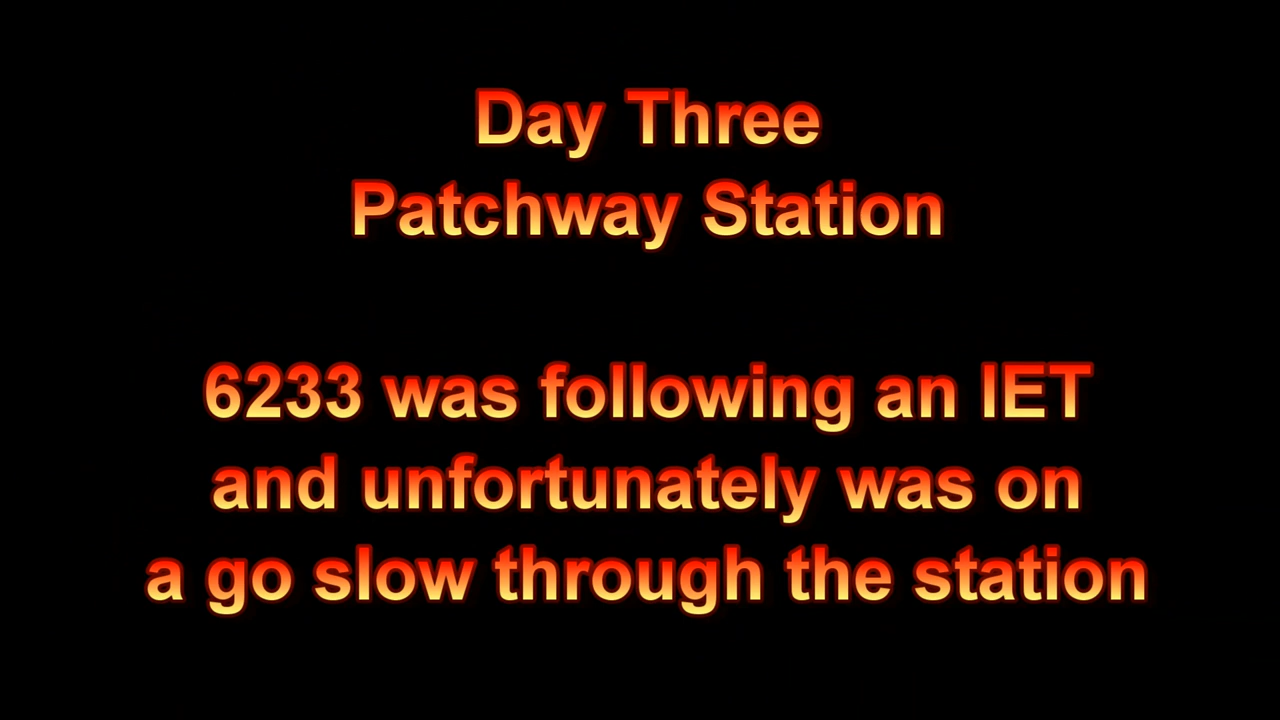 Day Three
Patchway Station
6233 was following an IET
and unfortunately was on
a go slow through the station